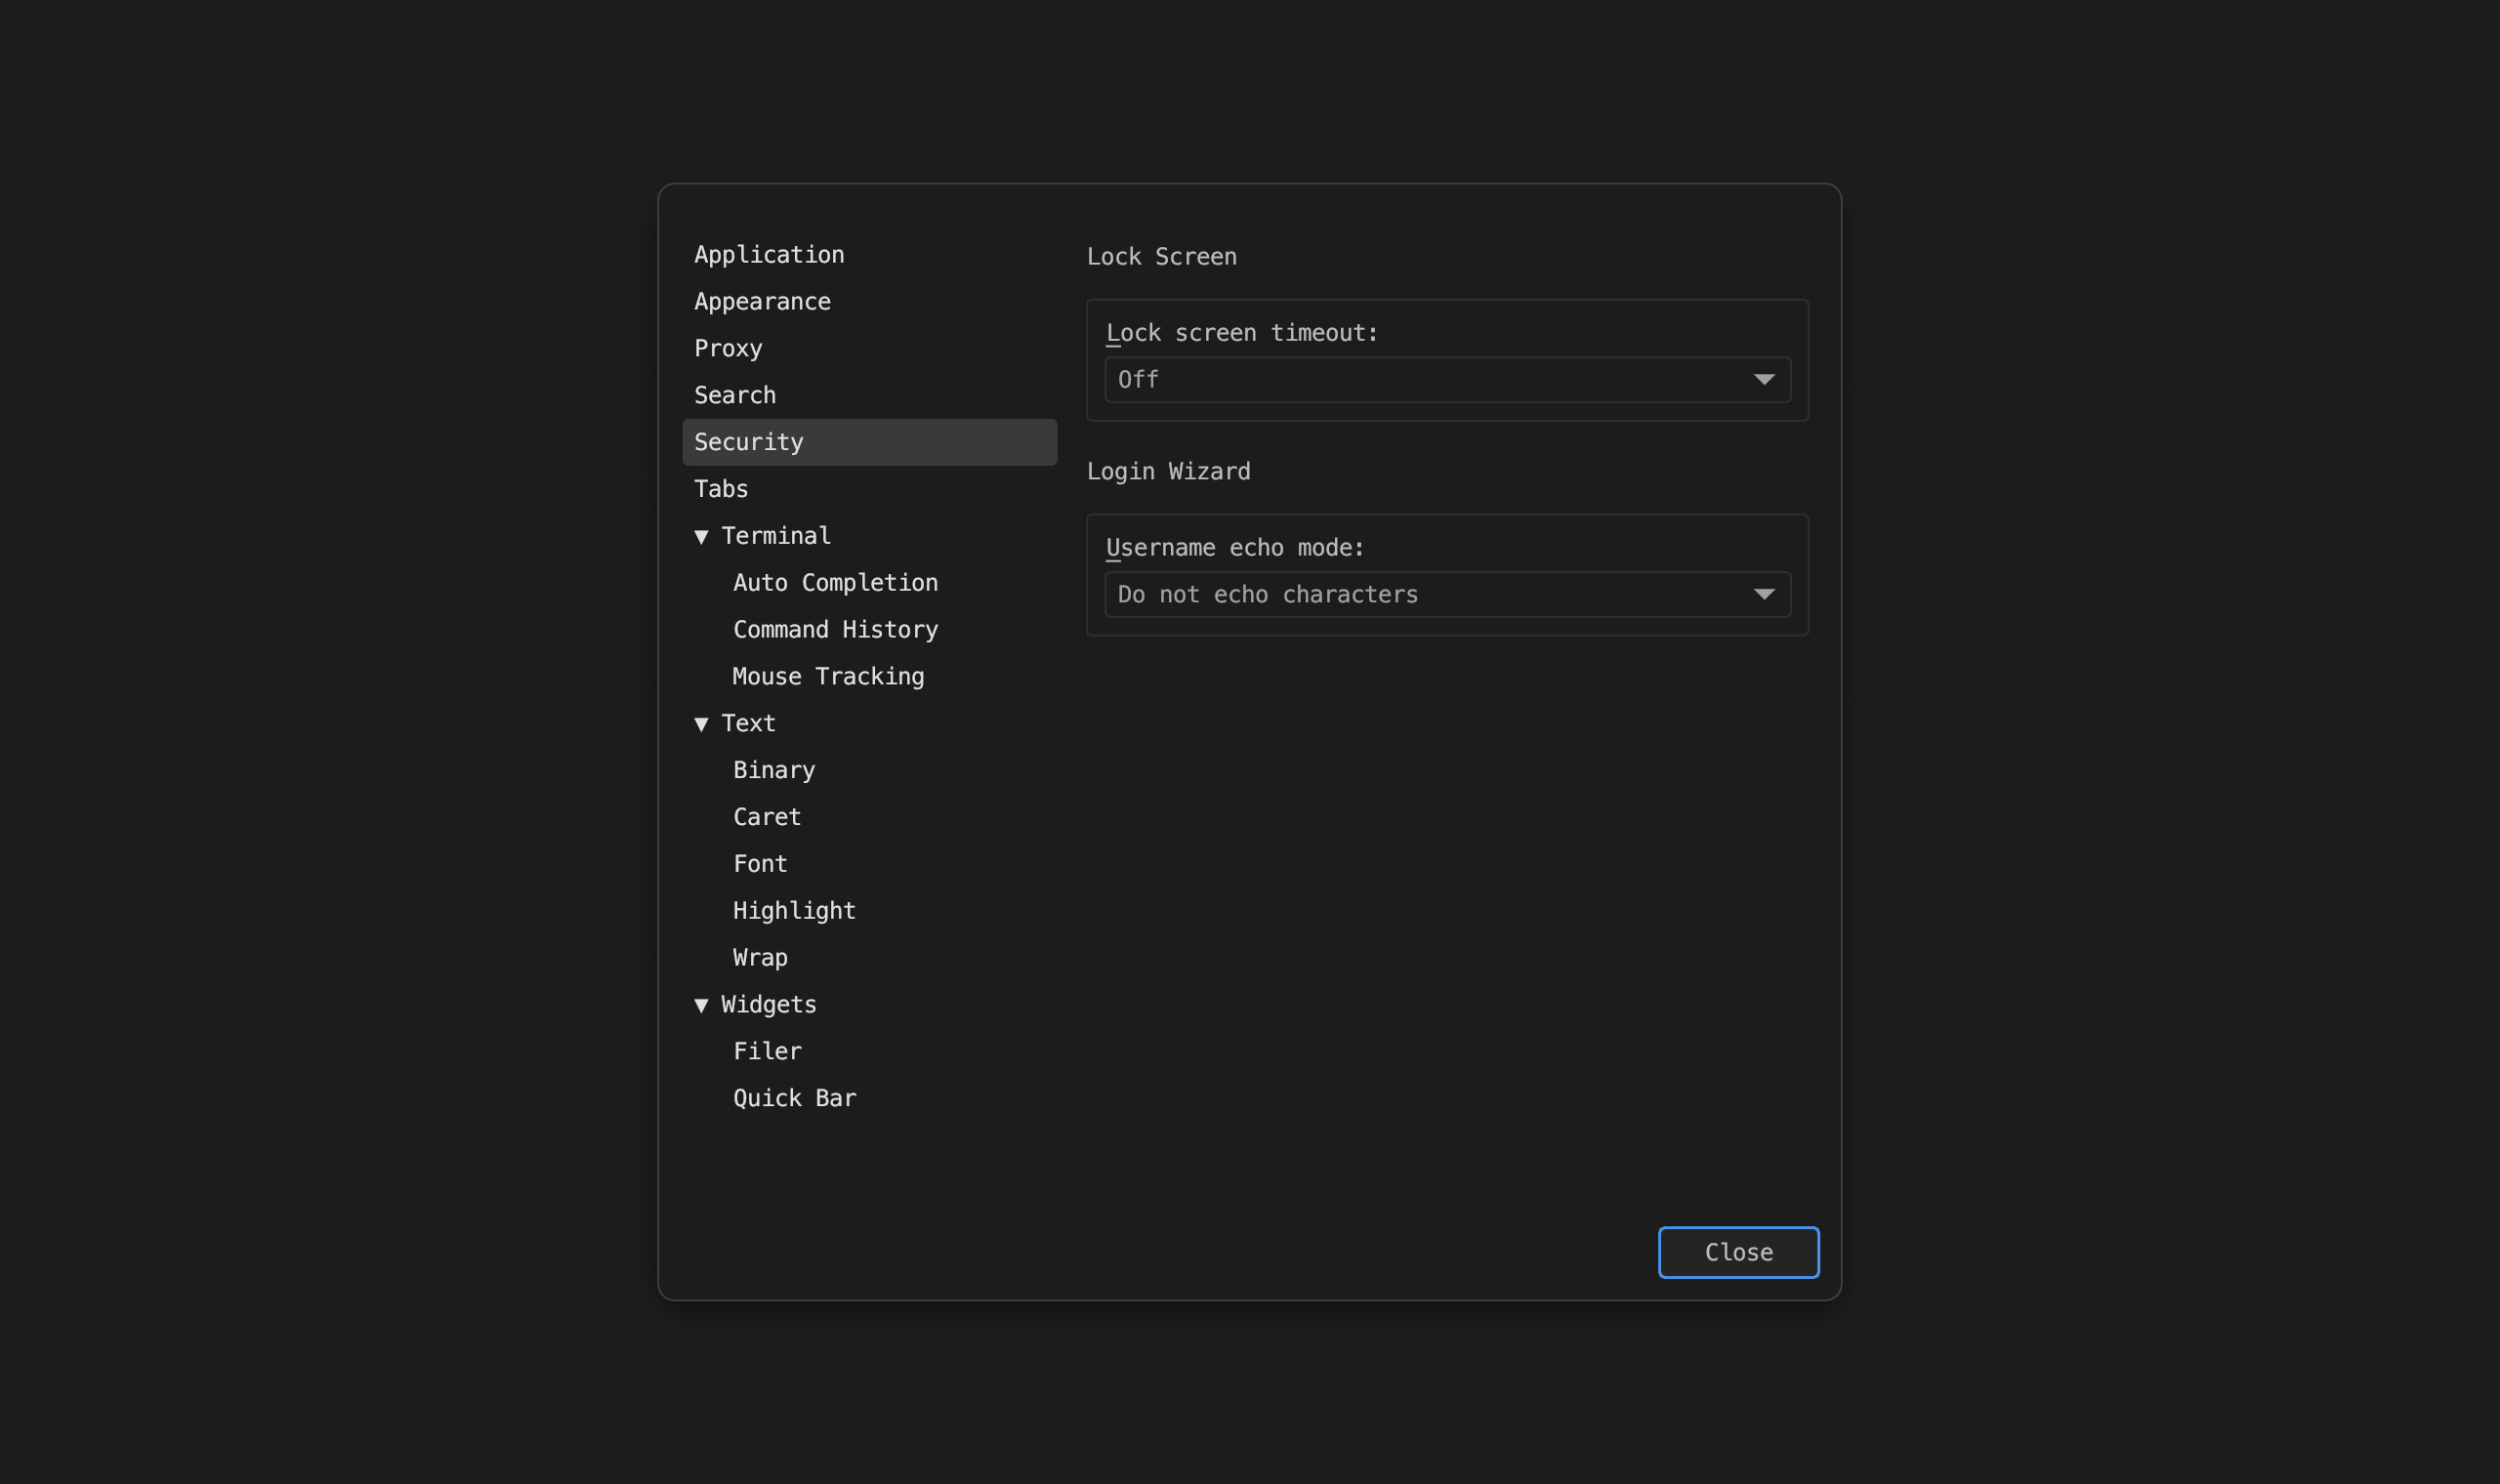 Application
Appearance
Proxy
Search
Security
Tabs
▼ Terminal
Auto Completion
Command History
Mouse Tracking
▼ Text
Binary
Caret
Font
Highlight
Wrap
▼ Widgets
Filer
Quick Bar
Lock Screen
Lock screen timeout:
Off
Login Wizard
Username echo mode:
Do not echo characters
Close